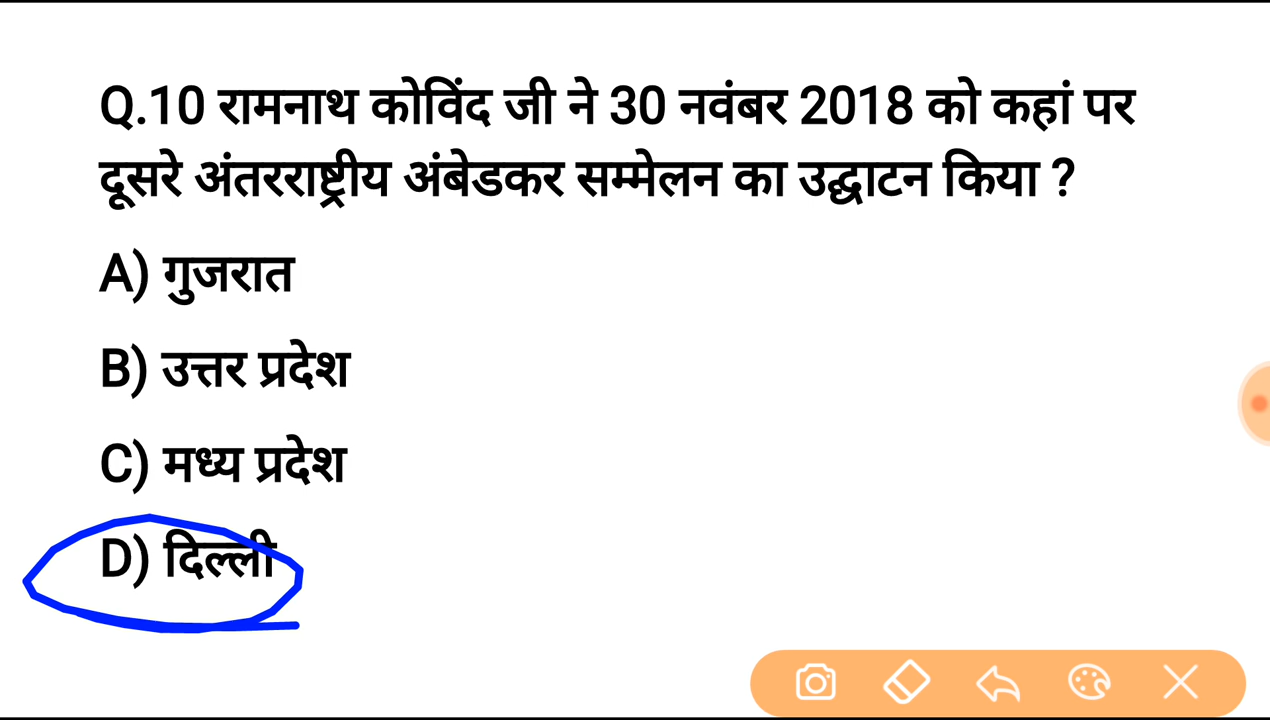 Q.10 रामनाथ कोविंद जी ने 30 नवंबर 2018 को कहां पर
दूसरे अंतरराष्ट्रीय अंबेडकर सम्मेलन का उद्घाटन किया ?
A) गुजरात
B) उत्तर प्रदेश
C) मध्य प्रदेश
D) दिल्ली